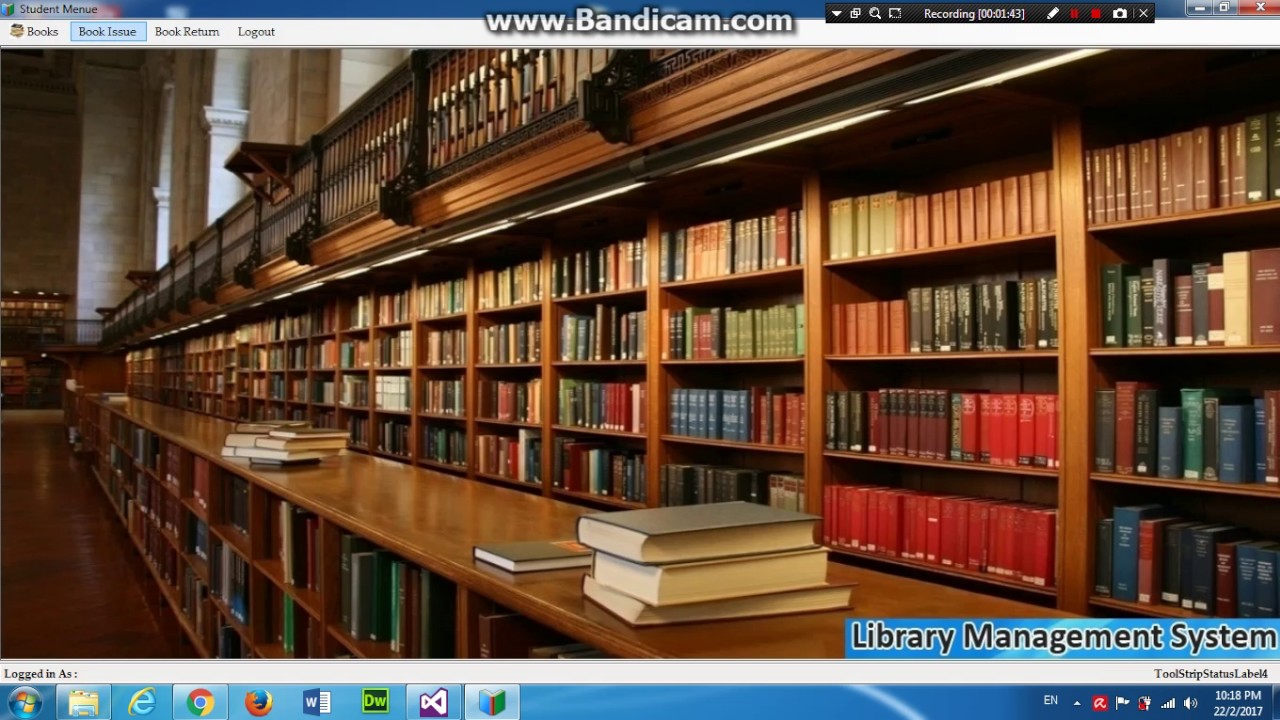 Student Menue
www.Bandicam.com
Recording [00:01:43]
Books
Book Issue
Book Return
Logout
Library Management System
Logged in As :
ToolStripStatusLabel4
W
Dw
EN
10:18 PM
22/2/2017